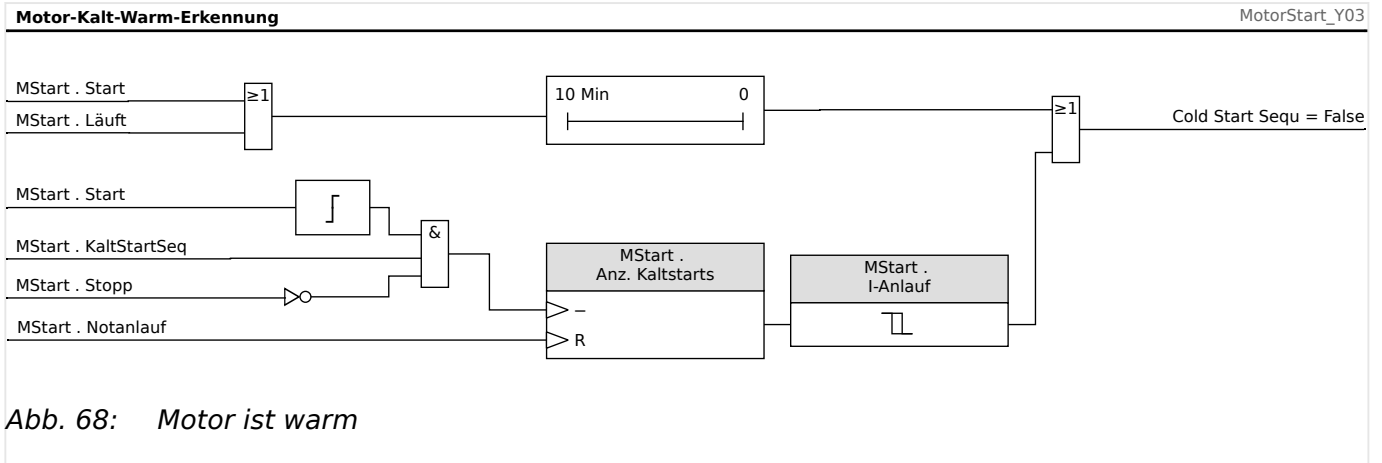 Motor-Kalt-Warm-Erkennung
MotorStart_Y03
MStart . Start
≥1
10 Min 0
≥1
MStart . Läuft
Cold Start Sequ = False
MStart . Start
&
MStart . KaltStartSeq
MStart .
Anz. Kaltstarts
MStart .
I-Anlauf
MStart . Stopp
–
MStart . Notanlauf
R
Abb. 68: Motor ist warm